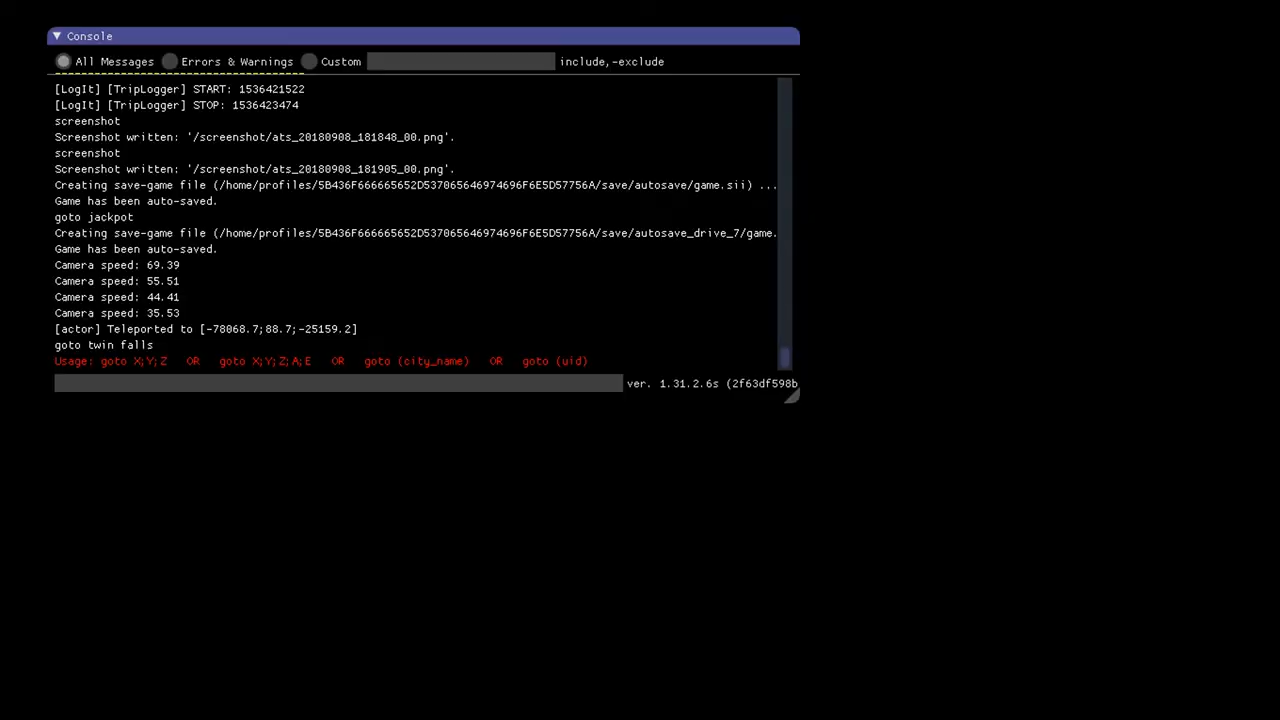 Console
All Messages Errors & Warnings Custom include,-exclude
[LogIt] [TripLogger] START: 1536421522
[LogIt] [TripLogger] STOP: 1536423474
screenshot
Screenshot written: '/screenshot/ats_20180908_181848_00.png'.
screenshot
Screenshot written: '/screenshot/ats_20180908_181905_00.png'.
Creating save-game file (/home/profiles/5B436F666665652D537065646974696F6E5D57756A/save/autosave/game.sii) ...
Game has been auto-saved.
goto jackpot
Creating save-game file (/home/profiles/5B436F666665652D537065646974696F6E5D57756A/save/autosave_drive_7/game.
Game has been auto-saved.
Camera speed: 69.39
Camera speed: 55.51
Camera speed: 44.41
Camera speed: 35.53
[actor] Teleported to [-78068.7;88.7;-25159.2]
goto twin falls
Usage: goto X;Y;Z OR goto X;Y;Z;A;E OR goto (city_name) OR goto (uid)
ver. 1.31.2.6s (2f63df598b